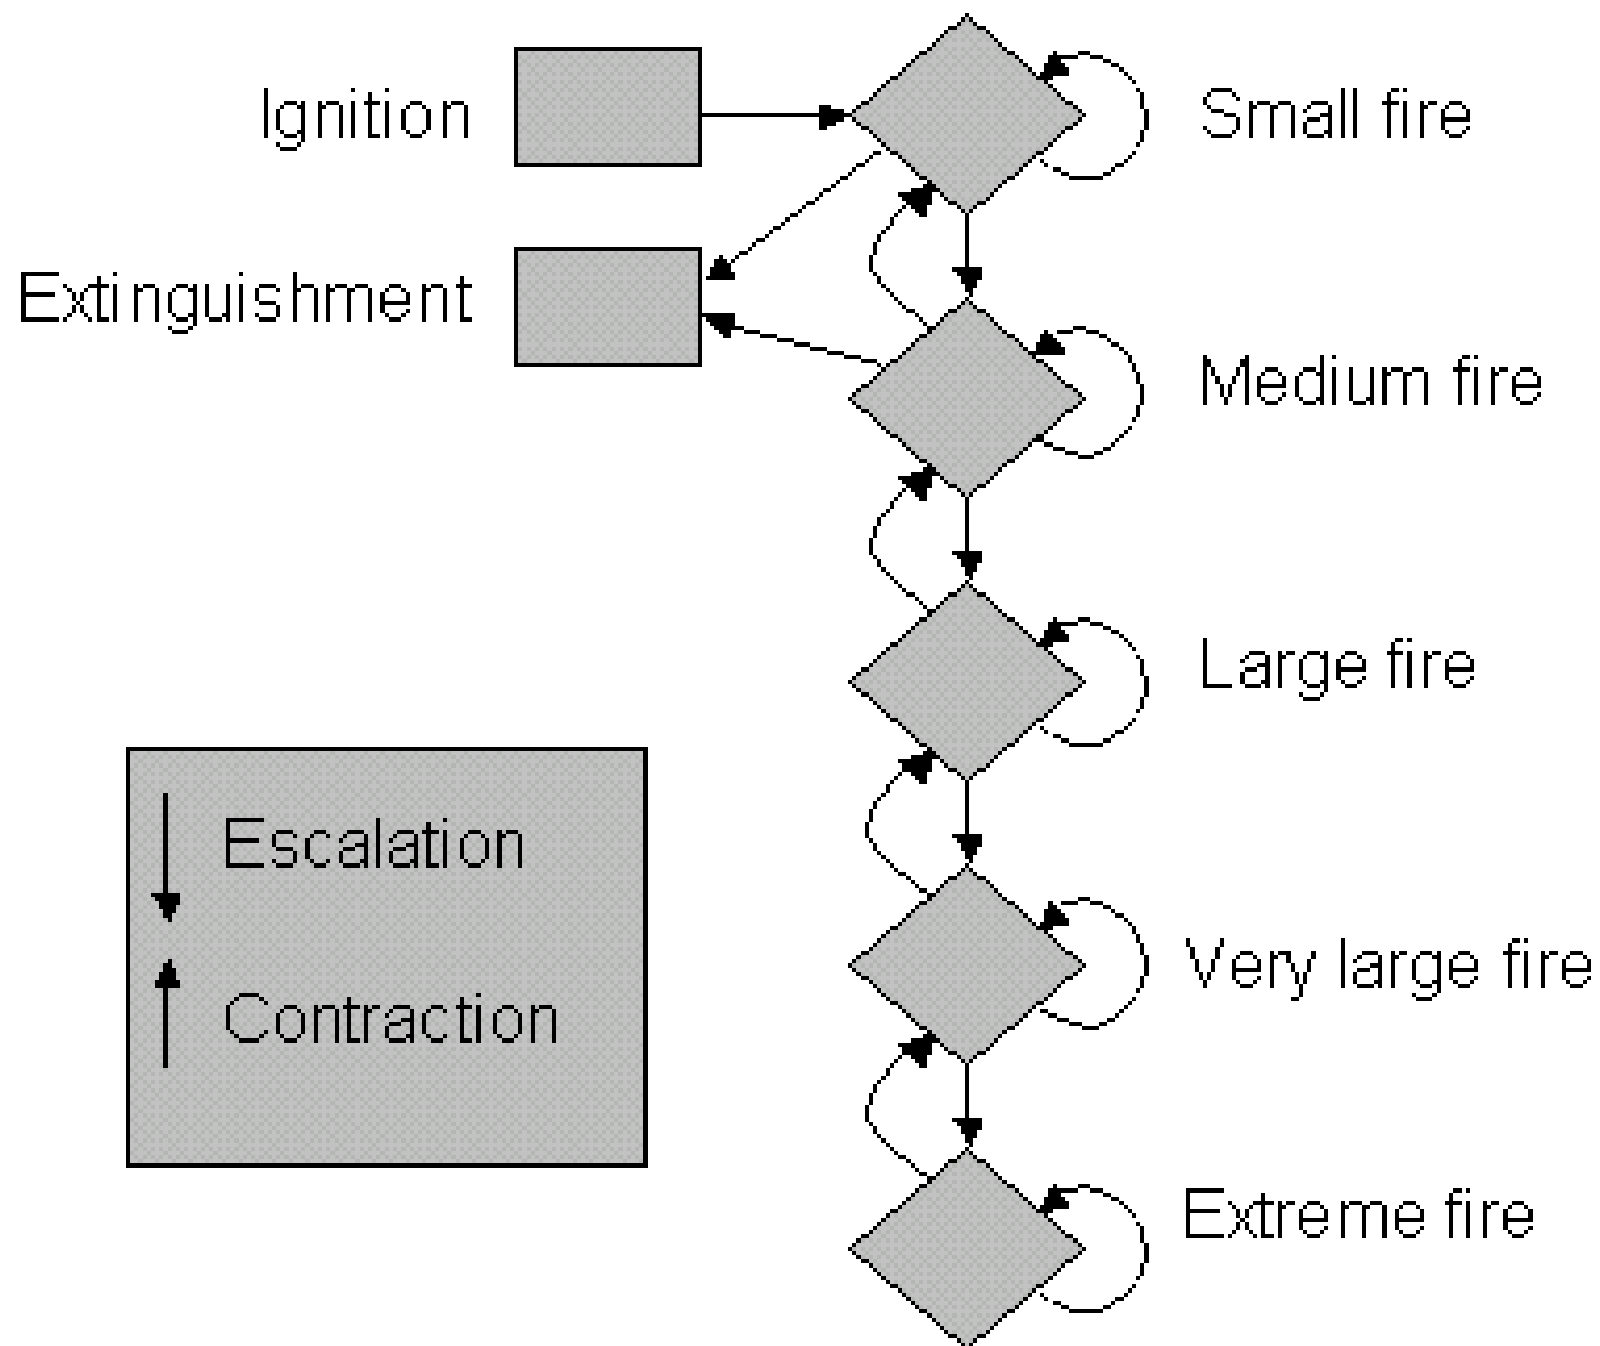 Ignition
Small fire
Extinguishment
Medium fire
Large fire
Escalation
Very large fire
Contraction
Extreme fire